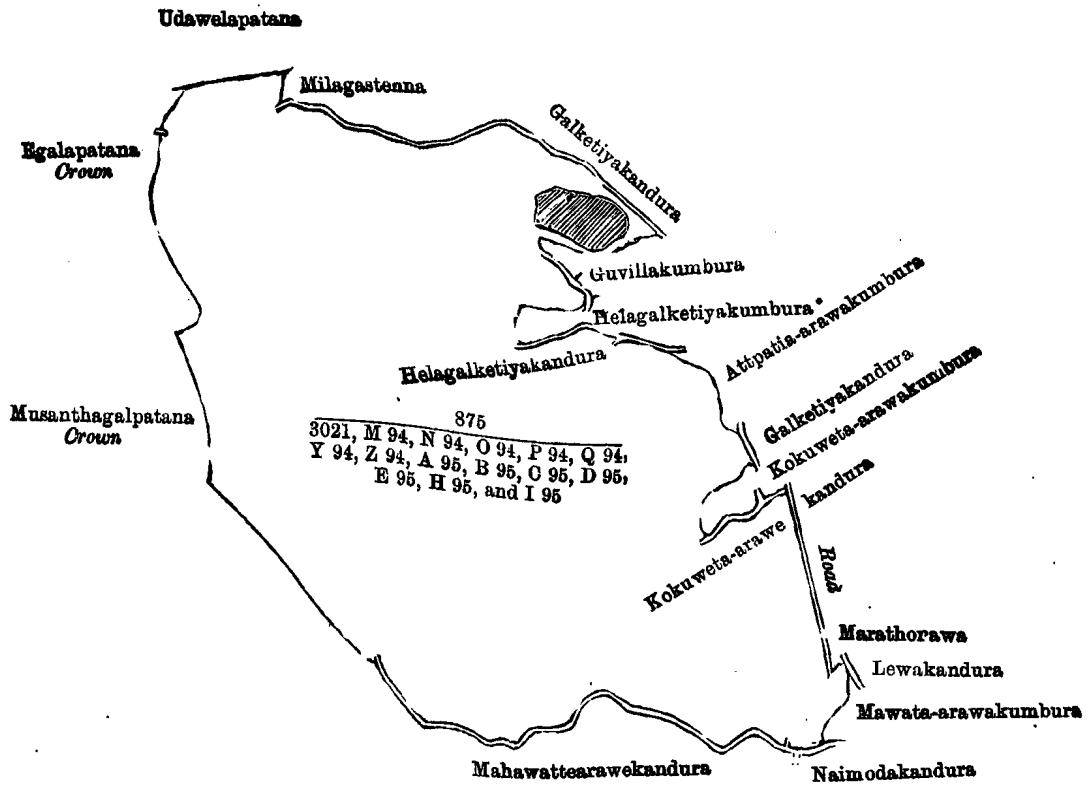 Udawelapatana
Milagastenna
Galketiyakandura
Egalapatana
Crown
Guvillakumbura
Helagalketiyakumbura
Attpatia-arawakumbura
Helagalketiyakandura
Galketiyakandura
Kokuweta-arawakumbura
Musanthagalpatana
Crown
875
3021, M 94, N 94, O 94, P 94, Q 94,
Y 94, Z 94, A 95, B 95, C 95, D 95,
E 95, H 95, and I 95
Kokuweta-arawe kandura
Road
Marathorawa
Lewakandura
Mawata-arawakumbura
Mahawattearawekandura
Naimodakandura